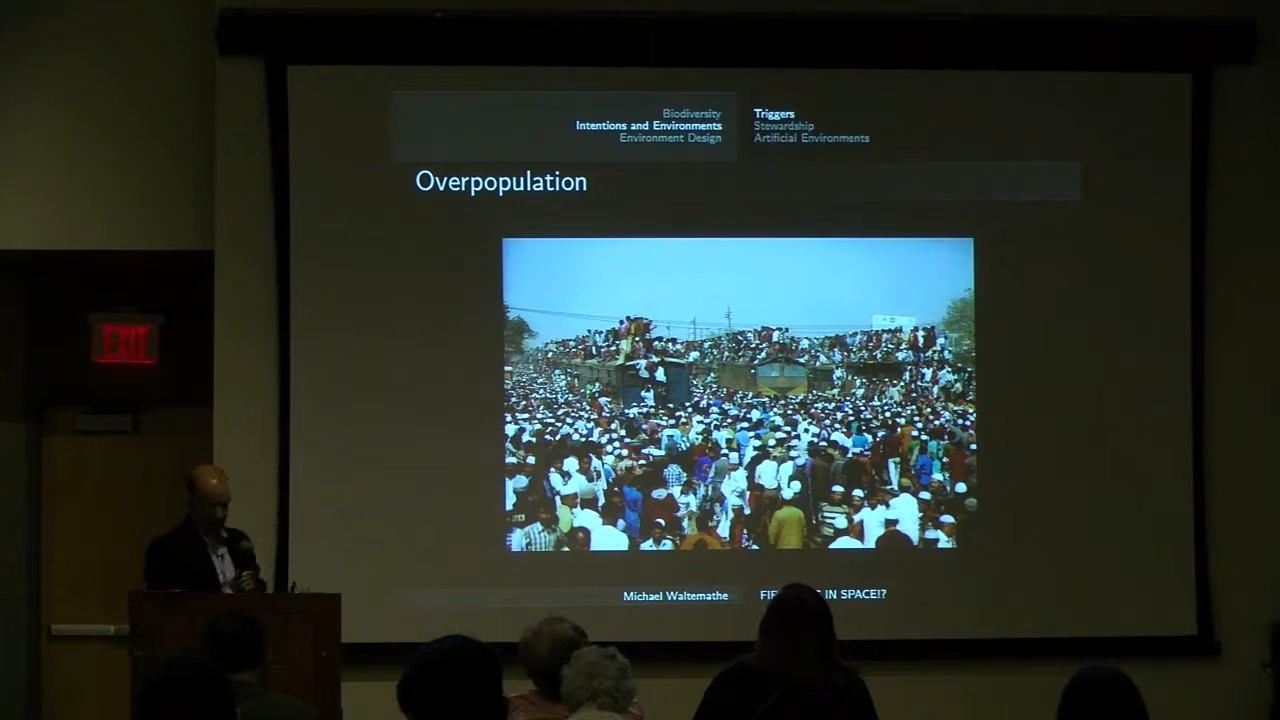 Biodiversity
Intentions and Environments
Environment Design
Triggers
Stewardship
Artificial Environments
Overpopulation
EXIT
Michael Waltemathe
IN SPACE!?